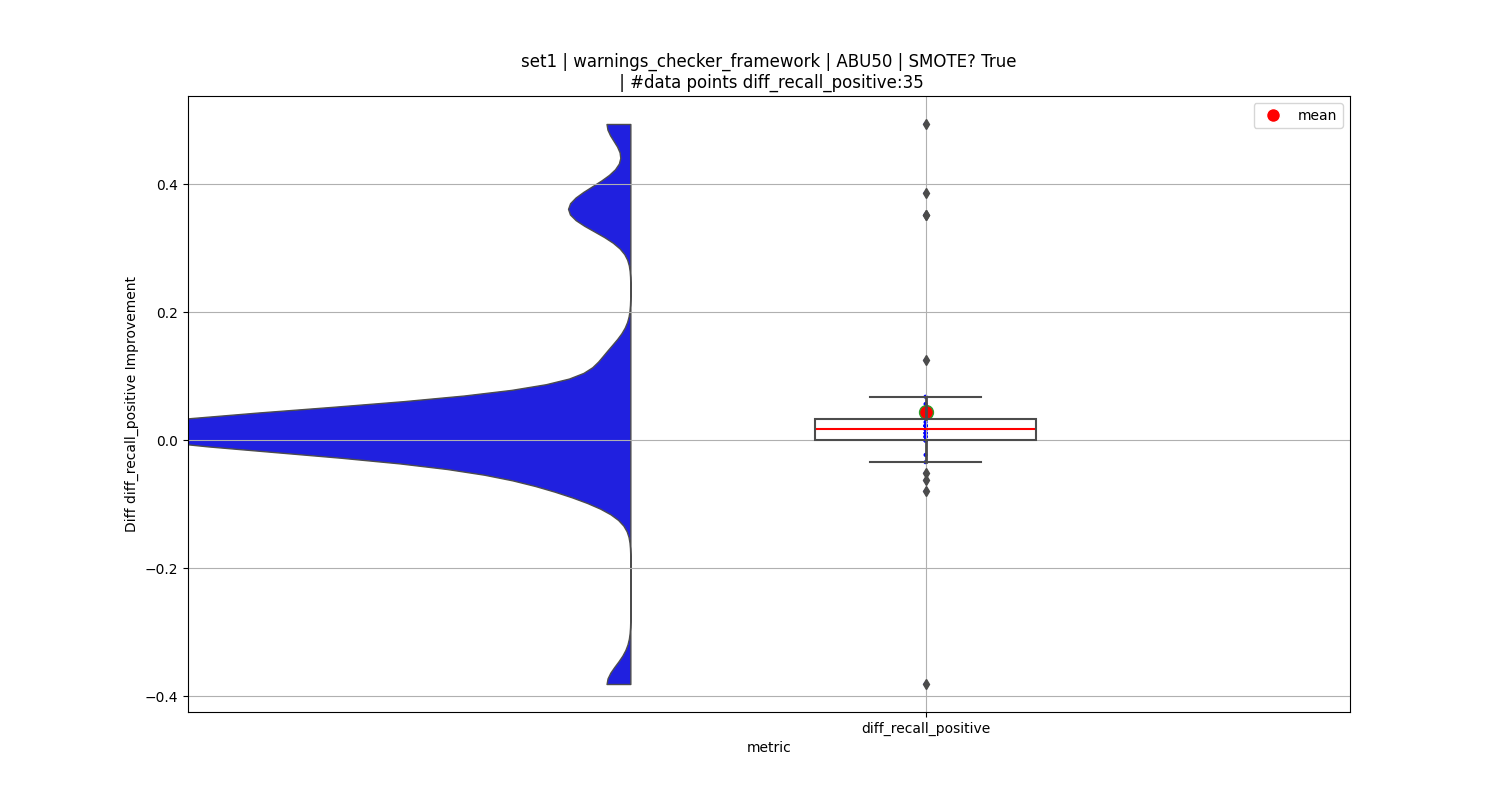 set1 | warnings_checker_framework | ABU50 | SMOTE? True
| #data points diff_recall_positive:35
mean
0.4
0.2
0.0
−0.2
−0.4
Diff diff_recall_positive Improvement
diff_recall_positive
metric